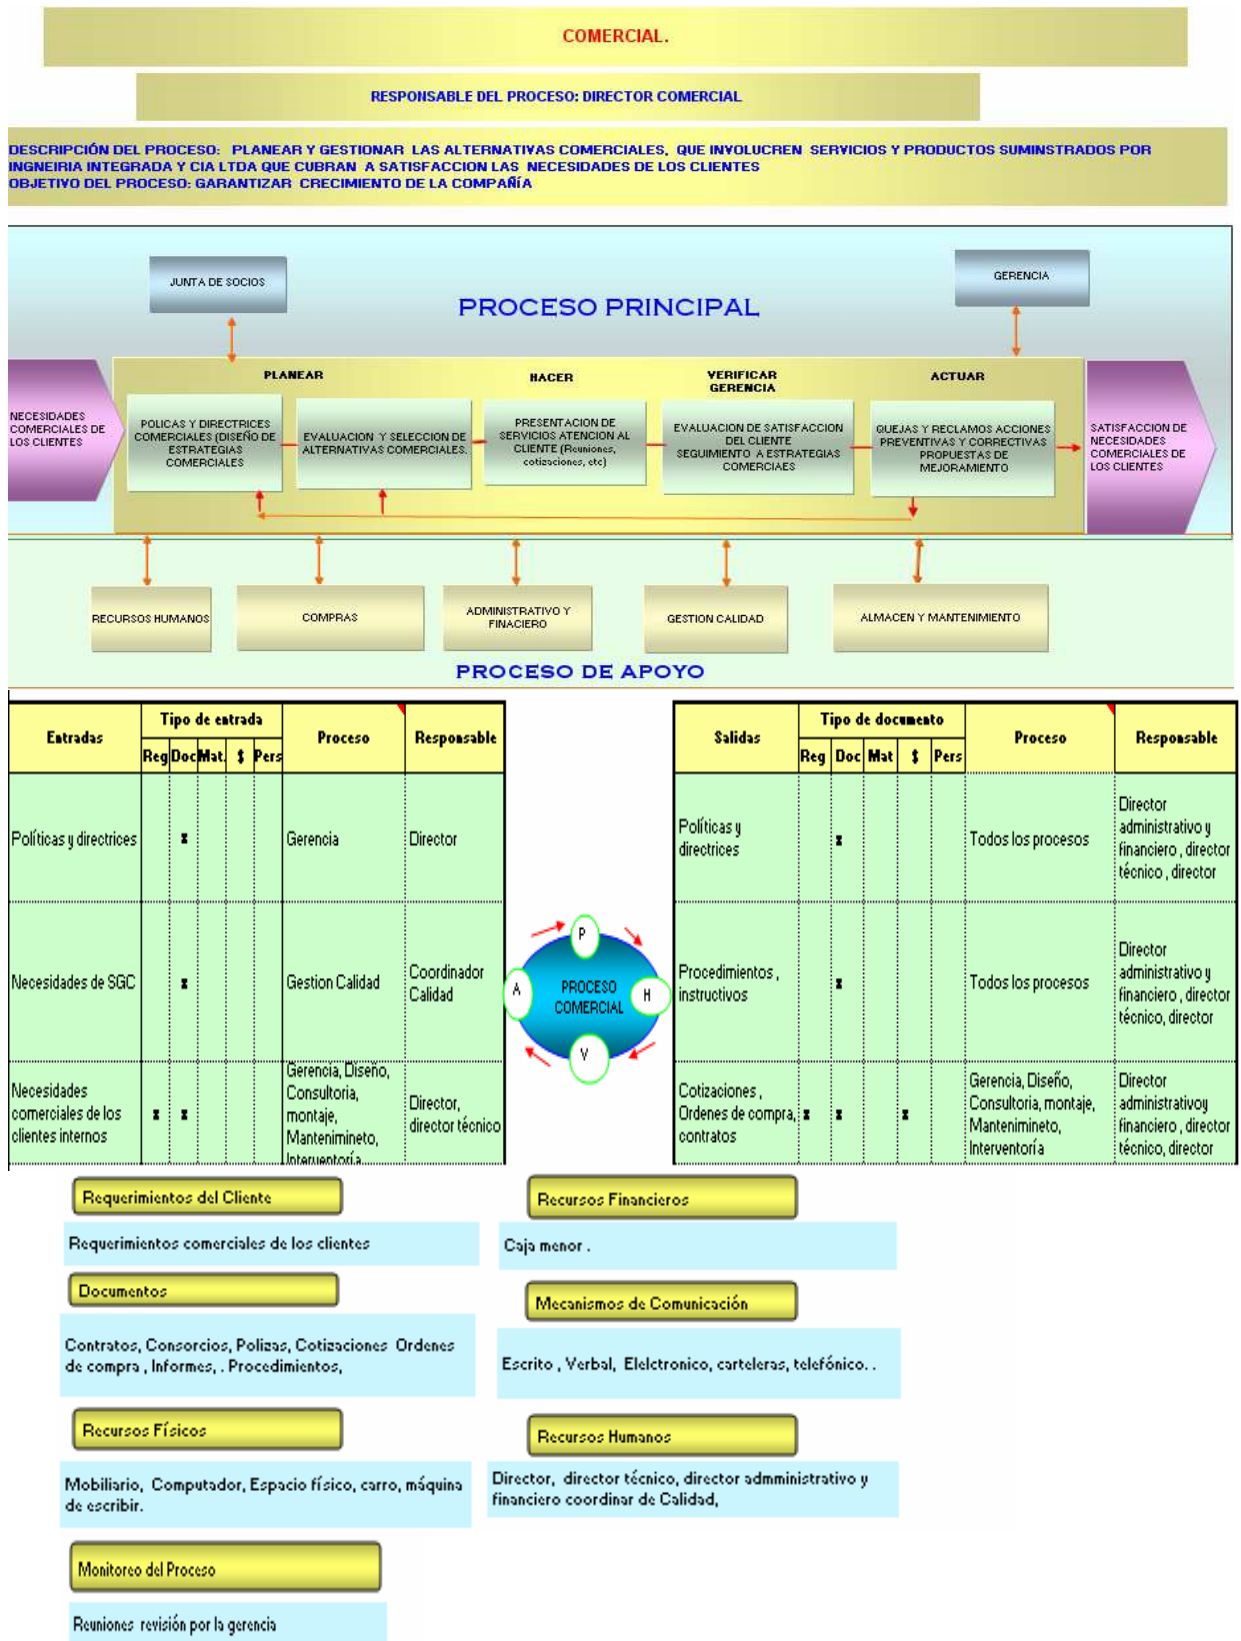 COMERCIAL.
RESPONSABLE DEL PROCESO: DIRECTOR COMERCIAL
DESCRIPCIÓN DEL PROCESO: PLANEAR Y GESTIONAR LAS ALTERNATIVAS COMERCIALES, QUE INVOLUCREN SERVICIOS Y PRODUCTOS SUMINSTRADOS POR
INGNEIRIA INTEGRADA Y CIA LTDA QUE CUBRAN A SATISFACCION LAS NECESIDADES DE LOS CLIENTES
OBJETIVO DEL PROCESO: GARANTIZAR CRECIMIENTO DE LA COMPAÑÍA
JUNTA DE SOCIOS
GERENCIA
PROCESO PRINCIPAL
PLANEAR
HACER
VERIFICAR
GERENCIA
ACTUAR
NECESIDADES
COMERCIALES DE
LOS CLIENTES
POLICAS Y DIRECTRICES
COMERCIALES (DISEÑO DE
ESTRATEGIAS
COMERCIALES
EVALUACION Y SELECCION DE
ALTERNATIVAS COMERCIALES.
PRESENTACION DE
SERVICIOS ATENCION AL
CLIENTE (Reuniones,
cotizaciones, etc)
EVALUACION DE SATISFACCION
DEL CLIENTE
SEGUIMIENTO A ESTRATEGIAS
COMERCIAES
QUEJAS Y RECLAMOS ACCIONES
PREVENTIVAS Y CORRECTIVAS
PROPUESTAS DE
MEJORAMIENTO
SATISFACCION DE
NECESIDADES
COMERCIALES DE
LOS CLIENTES
RECURSOS HUMANOS
COMPRAS
ADMINISTRATIVO Y
FINACIERO
GESTION CALIDAD
ALMACEN Y MANTENIMIENTO
PROCESO DE APOYO
Entradas Tipo de entrada Proceso Responsable
Reg Doc Mat. $ Pers
Políticas y directrices x Gerencia Director
Necesidades de SGC x Gestion Calidad Coordinador
Calidad
Necesidades
comerciales de los
clientes internos
x x
Gerencia, Diseño,
Consultoria,
montaje,
Mantenimineto,
Interventoría
Director,
director técnico
P
A
PROCESO
COMERCIAL
H
V
Salidas Tipo de documento Proceso Responsable
Reg Doc Mat $ Pers
Políticas y
directrices
x
Todos los procesos
Director
administrativo y
financiero , director
técnico , director
Procedimientos ,
instructivos
x
Todos los procesos
Director
administrativo y
financiero , director
técnico, director
Cotizaciones ,
Ordenes de compra,
contratos
x x x
Gerencia, Diseño,
Consultoria, montaje,
Mantenimineto,
Interventoría
Director
administrativoy
financiero , director
técnico, director
Requerimientos del Cliente
Requerimientos comerciales de los clientes
Recursos Financieros
Caja menor .
Documentos
Contratos, Consorcios, Polizas, Cotizaciones Ordenes
de compra , Informes, . Procedimientos,
Mecanismos de Comunicación
Escrito , Verbal, Elelctronico, carteleras, telefónico. .
Recursos Físicos
Mobiliario, Computador, Espacio físico, carro, máquina
de escribir.
Recursos Humanos
Director, director técnico, director admministrativo y
financiero coordinar de Calidad,
Monitoreo del Proceso
Reuniones revisión por la gerencia